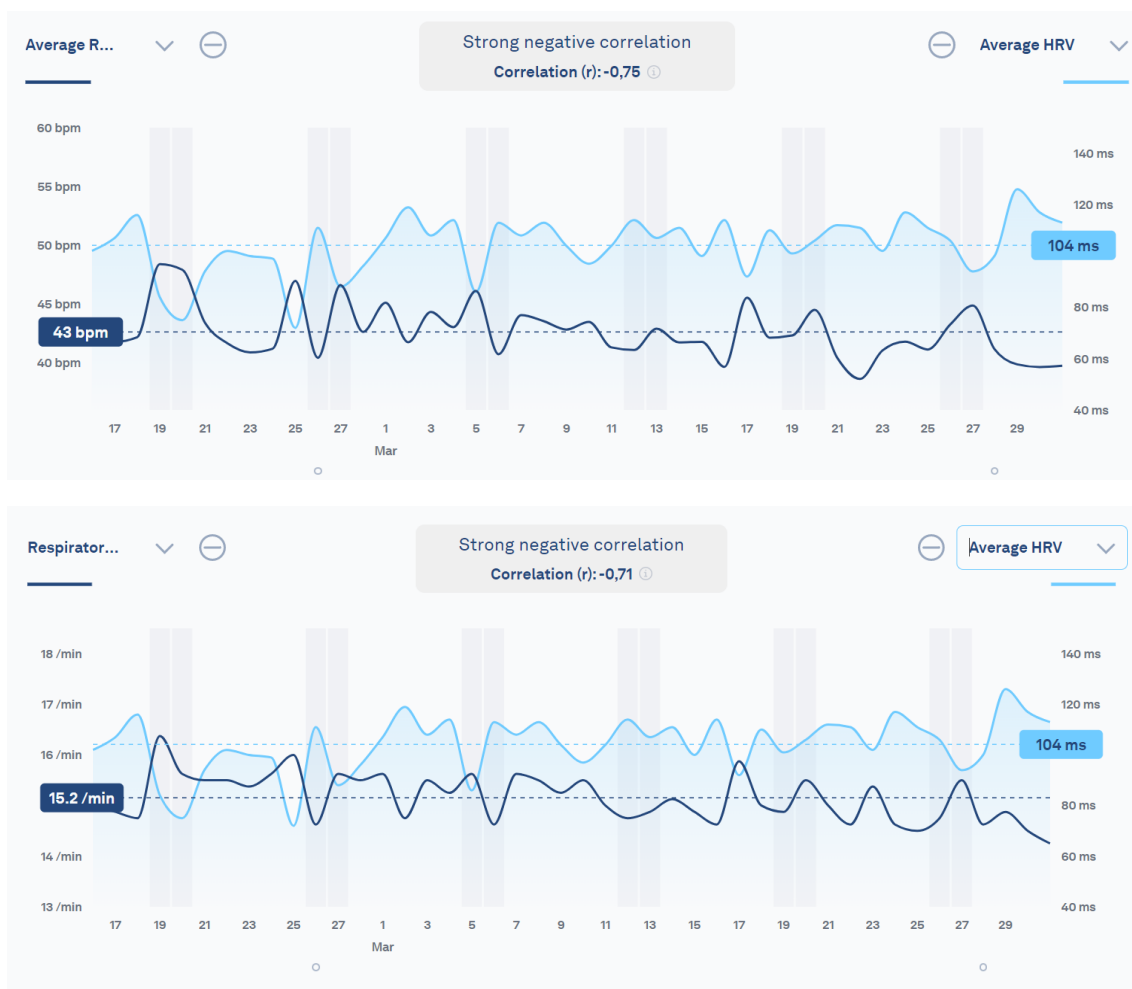 Average R...
Strong negative correlation
Average HRV
Correlation (r): -0,75
60 bpm
140 ms
55 bpm
120 ms
50 bpm
104 ms
45 bpm
80 ms
43 bpm
60 ms
40 bpm
40 ms
17 19 21 23 25 27 1 3 5 7 9 11 13 15 17 19 21 23 25 27 29
Mar
Respirator...
Strong negative correlation
Average HRV
Correlation (r): -0,71
18 /min
140 ms
17 /min
120 ms
16 /min
104 ms
15.2 /min
80 ms
14 /min
60 ms
13 /min
40 ms
17 19 21 23 25 27 1 3 5 7 9 11 13 15 17 19 21 23 25 27 29
Mar